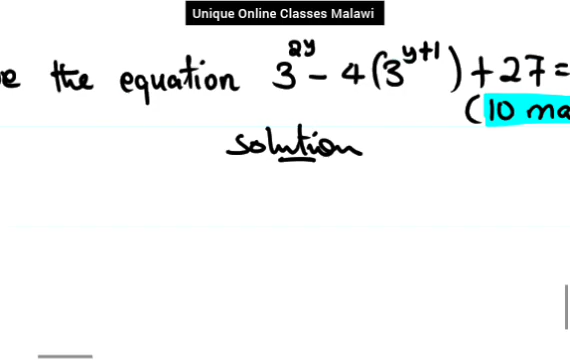 Unique Online Classes Malawi
e the equation 3^{2y} - 4(3^{y+1}) + 27 =
(10 ma
solution